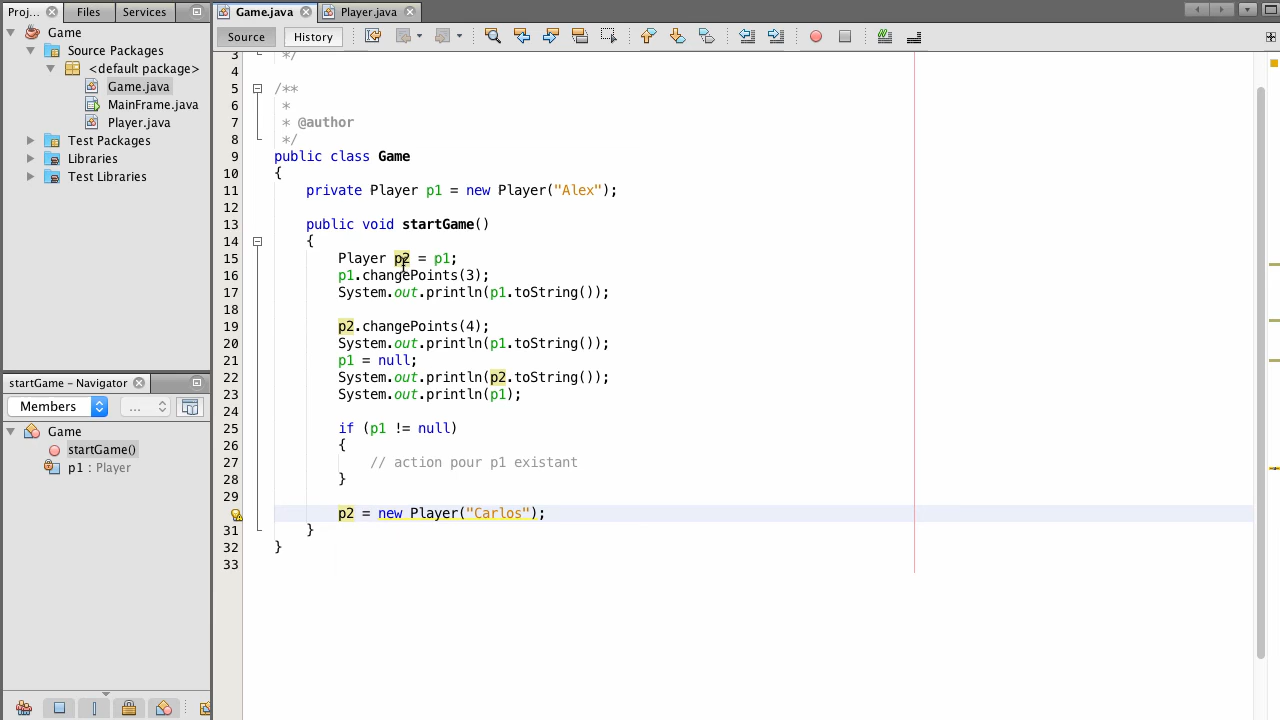 Proj...
Files
Services
Game.java
Player.java
Source
History
Game
Source Packages
<default package>
Game.java
MainFrame.java
Player.java
Test Packages
Libraries
Test Libraries
startGame – Navigator
Members
...
Game
startGame()
p1 : Player
3 */
4
5 /**
6 *
7 * @author
8 */
9 public class Game
10 {
11 private Player p1 = new Player("Alex");
12
13 public void startGame()
14 {
15 Player p2 = p1;
16 p1.changePoints(3);
17 System.out.println(p1.toString());
18
19 p2.changePoints(4);
20 System.out.println(p1.toString());
21 p1 = null;
22 System.out.println(p2.toString());
23 System.out.println(p1);
24
25 if (p1 != null)
26 {
27 // action pour p1 existant
28 }
29
p2 = new Player("Carlos");
31 }
32 }
33